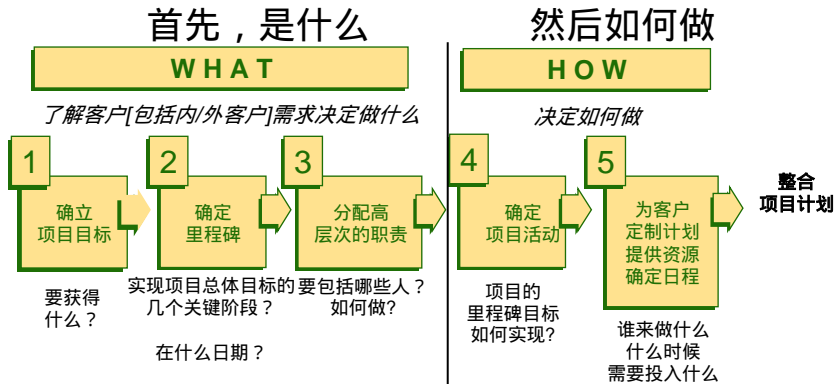 首先，是什么
然后如何做
WHAT
HOW
了解客户[包括内/外客户]需求决定做什么
决定如何做
1
确立
项目目标
要获得
什么？
2
确定
里程碑
实现项目总体目标的
几个关键阶段？
在什么日期？
3
分配高
层次的职责
要包括哪些人？
如何做?
4
确定
项目活动
项目的
里程碑目标
如何实现?
5
为客户
定制计划
提供资源
确定日程
谁来做什么
什么时候
需要投入什么
整合
项目计划